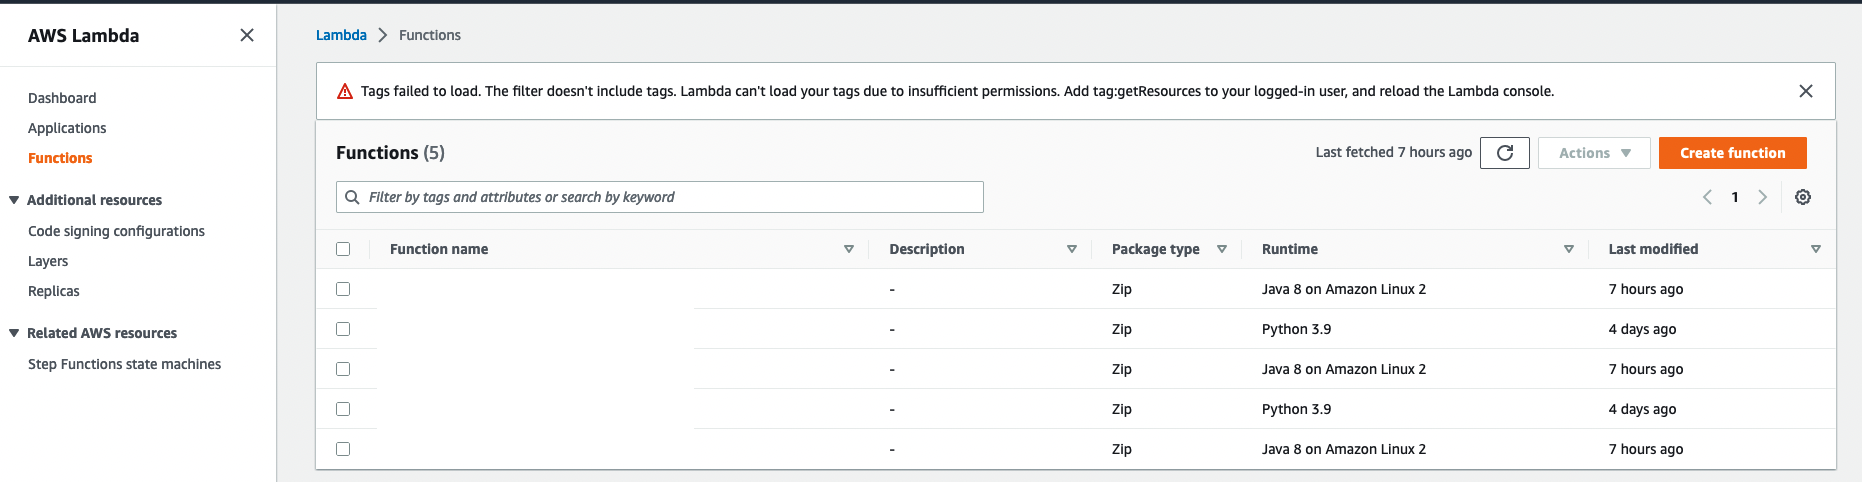 AWS Lambda
Dashboard
Applications
Functions
Additional resources
Code signing configurations
Layers
Replicas
Related AWS resources
Step Functions state machines
Lambda > Functions
Tags failed to load. The filter doesn't include tags. Lambda can't load your tags due to insufficient permissions. Add tag:getResources to your logged-in user, and reload the Lambda console.
Functions (5) Last fetched 7 hours ago Actions Create function
Filter by tags and attributes or search by keyword 1
Function name Description Package type Runtime Last modified
- Zip Java 8 on Amazon Linux 2 7 hours ago
- Zip Python 3.9 4 days ago
- Zip Java 8 on Amazon Linux 2 7 hours ago
- Zip Python 3.9 4 days ago
- Zip Java 8 on Amazon Linux 2 7 hours ago